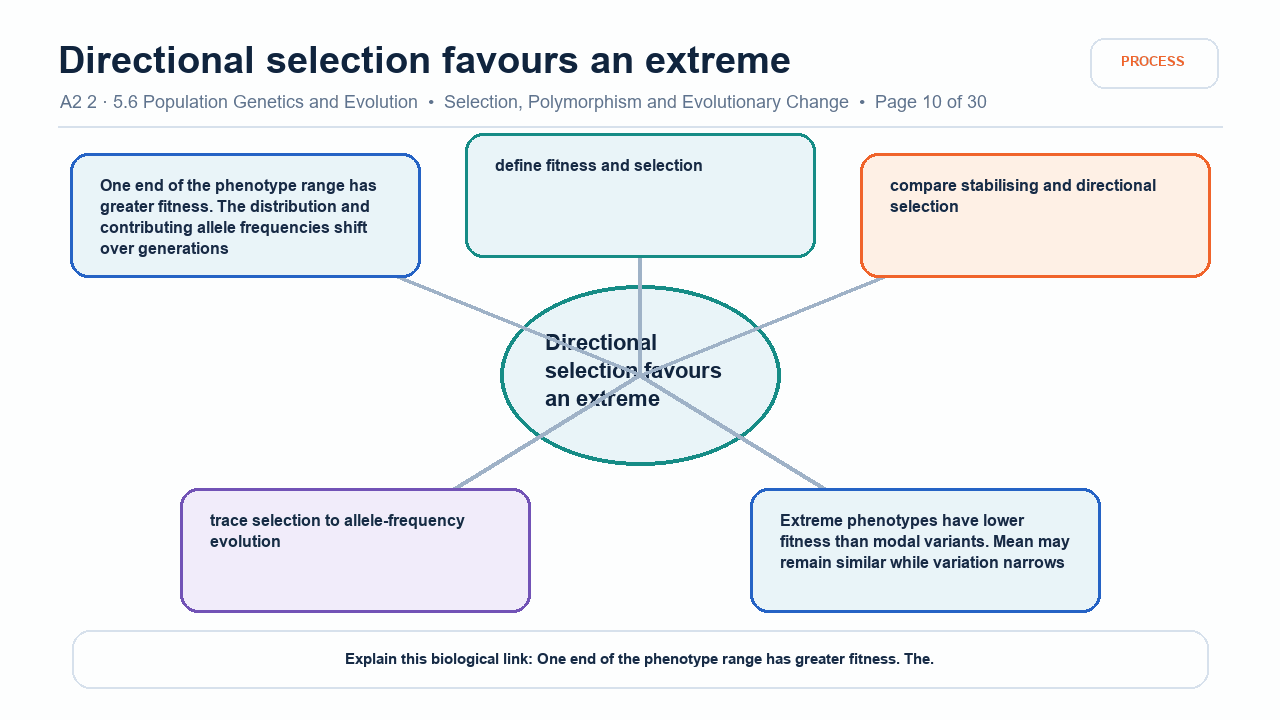 Directional selection favours an extreme
PROCESS
A2 2 · 5.6 Population Genetics and Evolution • Selection, Polymorphism and Evolutionary Change • Page 10 of 30
One end of the phenotype range has
greater fitness. The distribution and
contributing allele frequencies shift
over generations
define fitness and selection
compare stabilising and directional
selection
Directional
selection favours
an extreme
trace selection to allele-frequency
evolution
Extreme phenotypes have lower
fitness than modal variants. Mean may
remain similar while variation narrows
Explain this biological link: One end of the phenotype range has greater fitness. The.